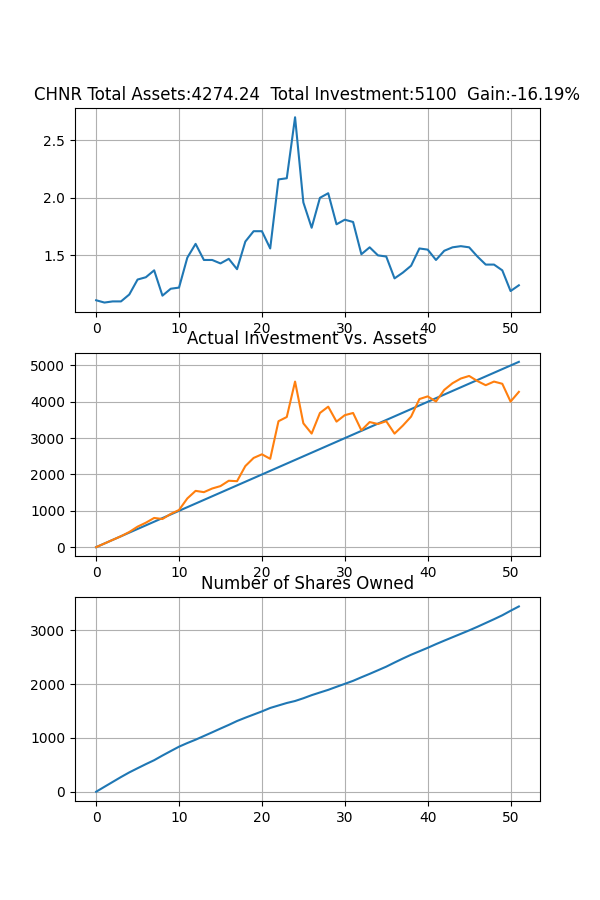 CHNR Total Assets:4274.24  Total Investment:5100  Gain:-16.19%
2.5
2.0
1.5
0 10 20 30 40 50
Actual Investment vs. Assets
5000
4000
3000
2000
1000
0
0 10 20 30 40 50
Number of Shares Owned
3000
2000
1000
0
0 10 20 30 40 50